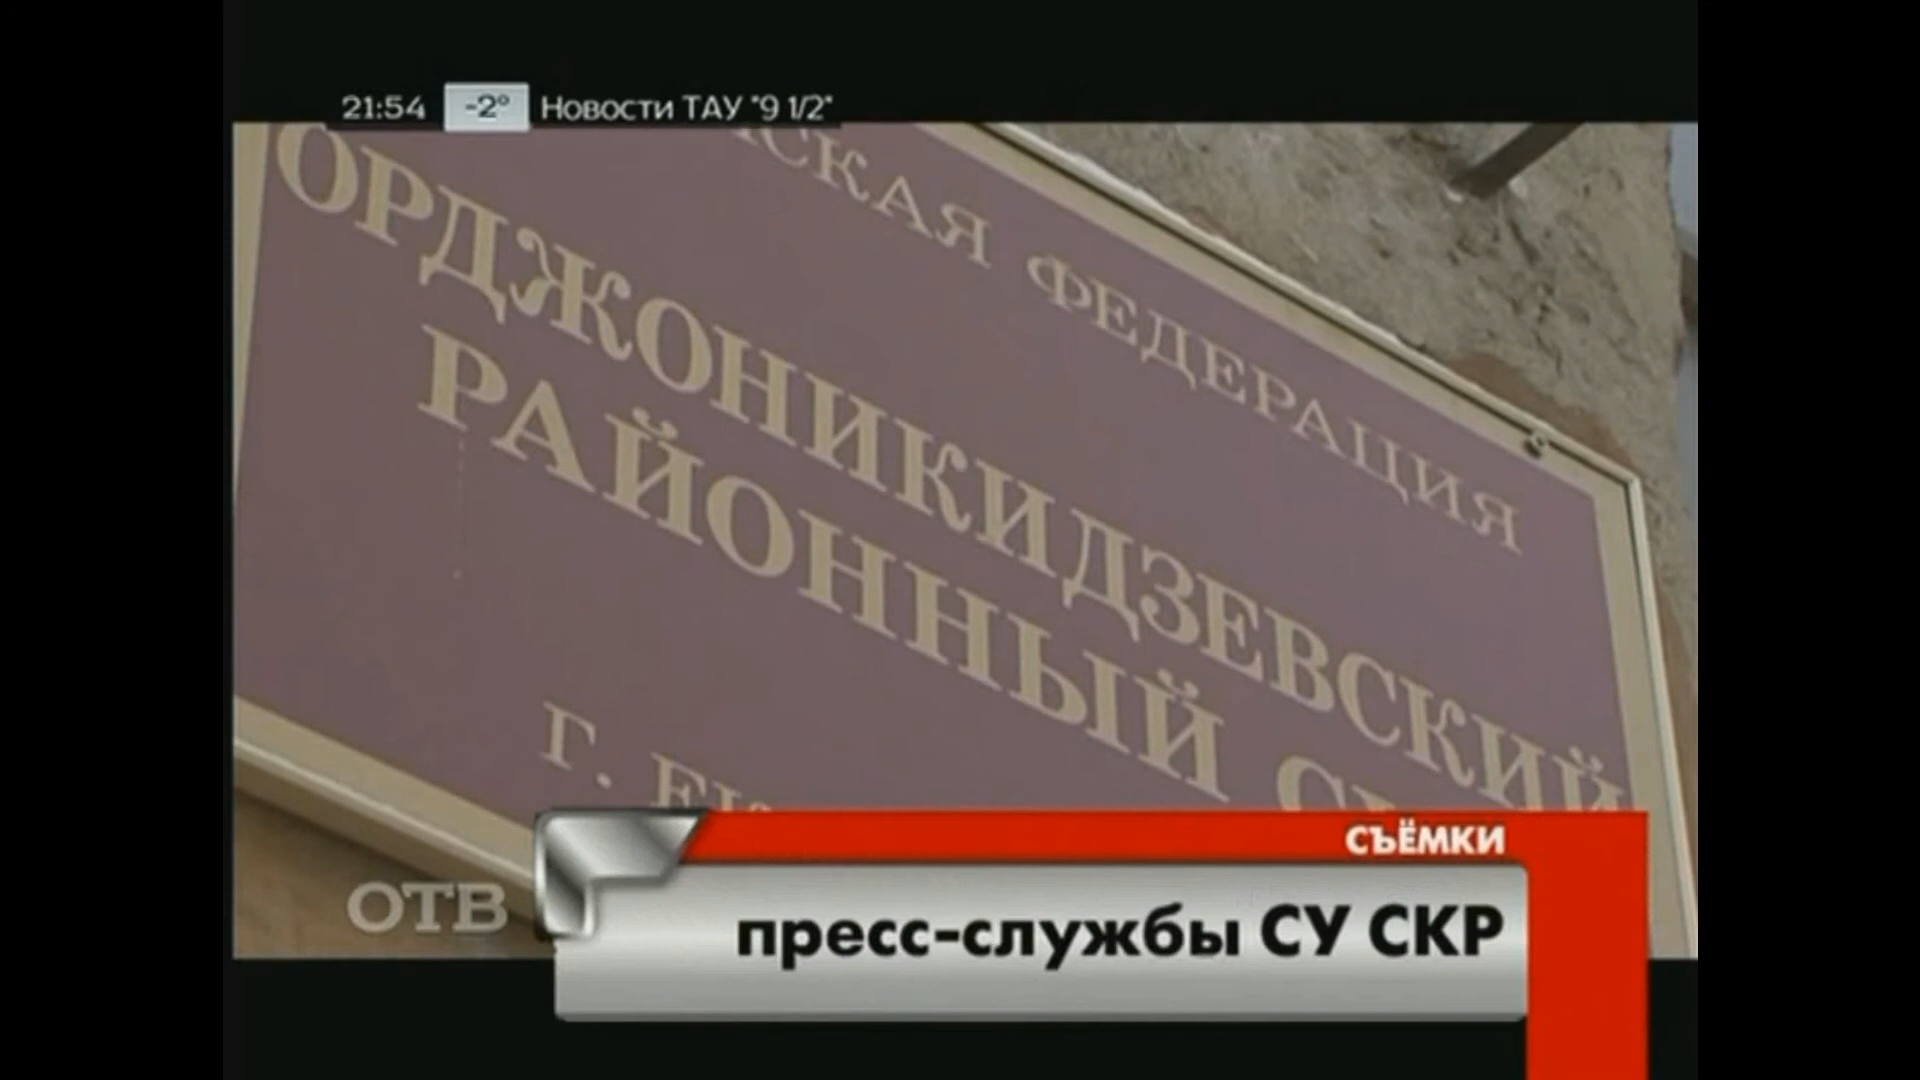 21:54 -2° Новости ТАУ "9 1/2"
ФЕДЕРАЦИЯ
ОРДЖОНИКИДЗЕВСКИЙ
РАЙОННЫЙ
Г.
СЪЁМКИ
пресс-службы СУ СКР
ОТВ